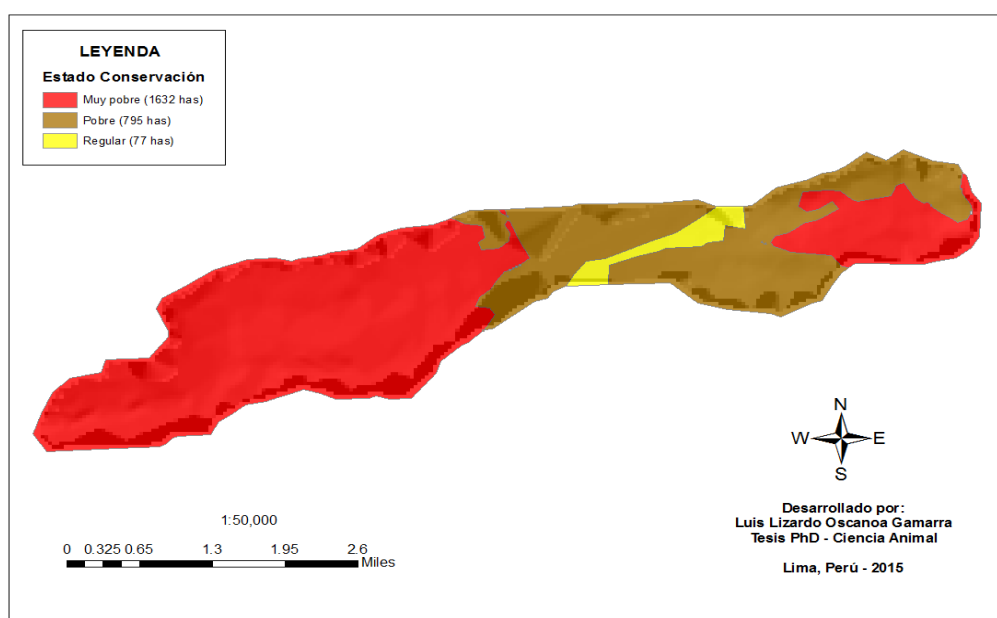 LEYENDA
Estado Conservación
Muy pobre (1632 has)
Pobre (795 has)
Regular (77 has)
N
W E
S
1:50,000
0 0.325 0.65 1.3 1.95 2.6
Miles
Desarrollado por:
Luis Lizardo Oscanoa Gamarra
Tesis PhD - Ciencia Animal
Lima, Perú - 2015